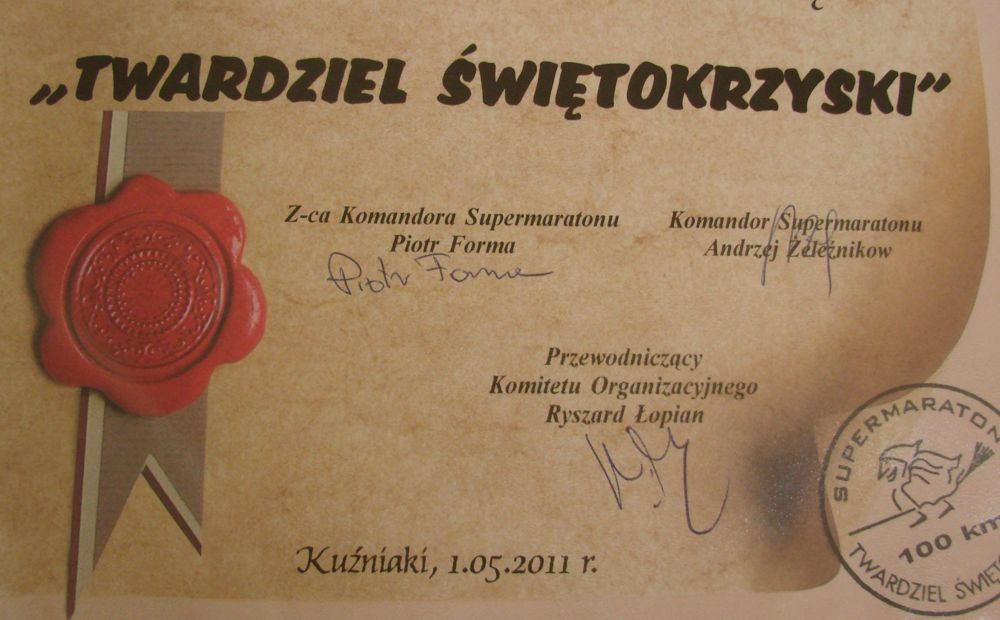 „TWARDZIEL ŚWIĘTOKRZYSKI”
Z-ca Komandora Supermaratonu
Piotr Forma
Piotr Forma
Komandor Supermaratonu
Andrzej Żeleźnikow
Przewodniczący
Komitetu Organizacyjnego
Ryszard Łopian
SUPERMARATON
100 km
TWARDZIEL ŚWIĘTO
Kuźniaki, 1.05.2011 r.